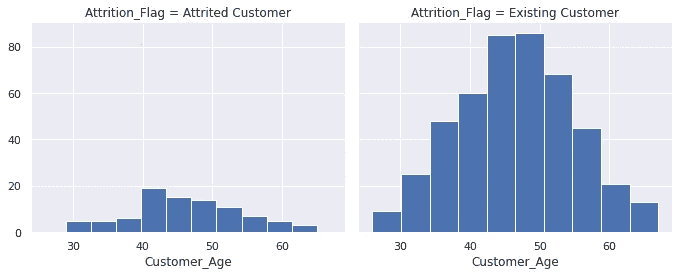 Attrition_Flag = Attrited Customer
Attrition_Flag = Existing Customer
80
60
40
20
0
30 40 50 60
30 40 50 60
Customer_Age
Customer_Age